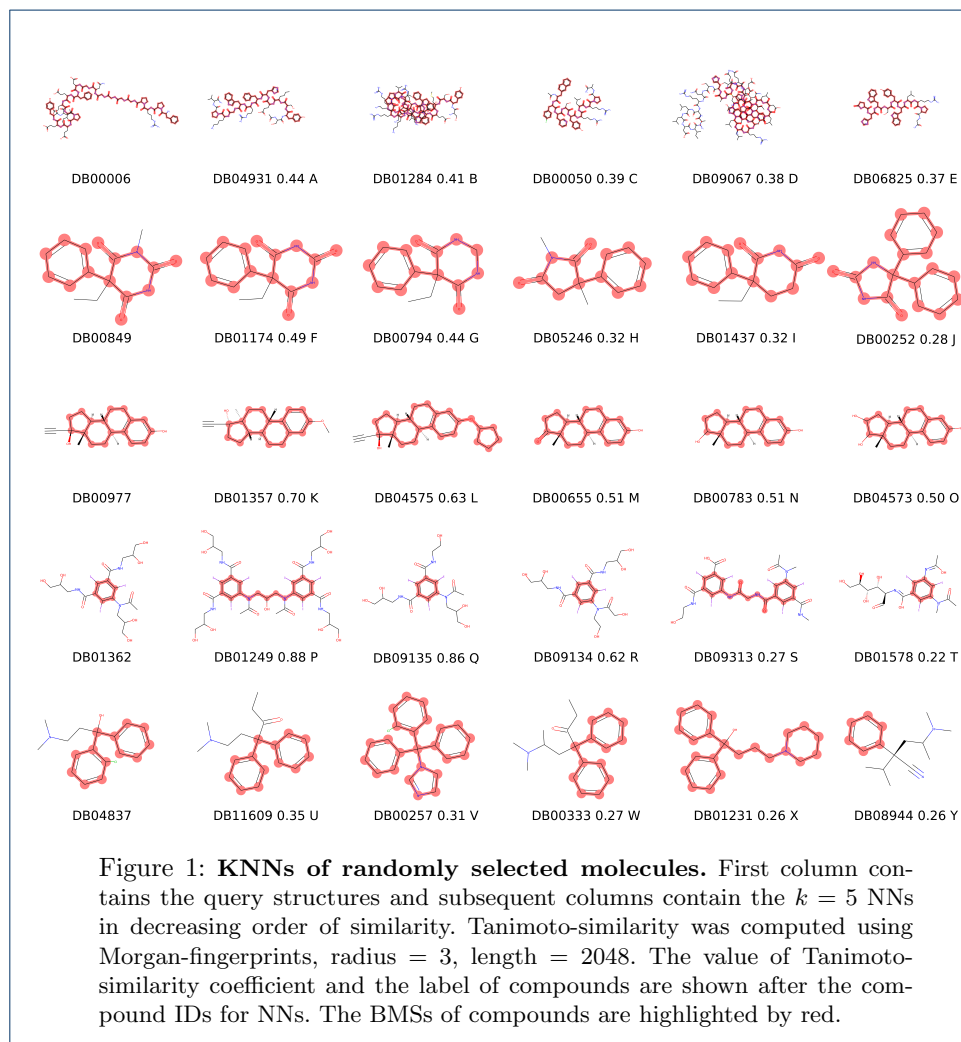 DB00006 DB04931 0.44 A DB01284 0.41 B DB00050 0.39 C DB09067 0.38 D DB06825 0.37 E
DB00849 DB01174 0.49 F DB00794 0.44 G DB05246 0.32 H DB01437 0.32 I DB00252 0.28 J
DB00977 DB01357 0.70 K DB04575 0.63 L DB00655 0.51 M DB00783 0.51 N DB04573 0.50 O
DB01362 DB01249 0.88 P DB09135 0.86 Q DB09134 0.62 R DB09313 0.27 S DB01578 0.22 T
DB04837 DB11609 0.35 U DB00257 0.31 V DB00333 0.27 W DB01231 0.26 X DB08944 0.26 Y
Figure 1: KNNs of randomly selected molecules. First column con-
tains the query structures and subsequent columns contain the k = 5 NNs
in decreasing order of similarity. Tanimoto-similarity was computed using
Morgan-fingerprints, radius = 3, length = 2048. The value of Tanimoto-
similarity coefficient and the label of compounds are shown after the com-
pound IDs for NNs. The BMSs of compounds are highlighted by red.